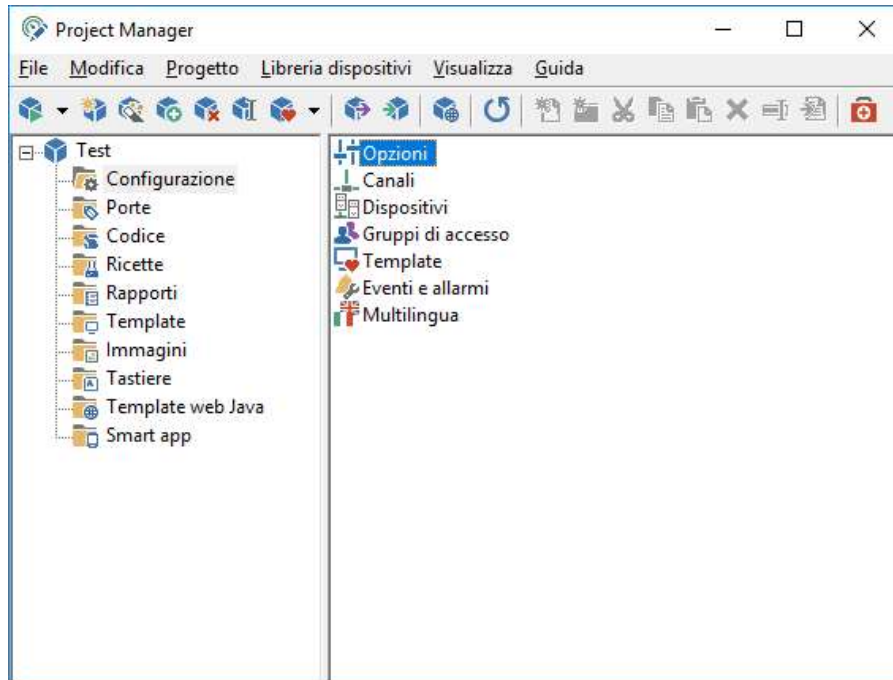 Project Manager
File Modifica Progetto Libreria dispositivi Visualizza Guida
Test
Configurazione
Porte
Codice
Ricette
Rapporti
Template
Immagini
Tastiere
Template web Java
Smart app
Opzioni
Canali
Dispositivi
Gruppi di accesso
Template
Eventi e allarmi
Multilingua